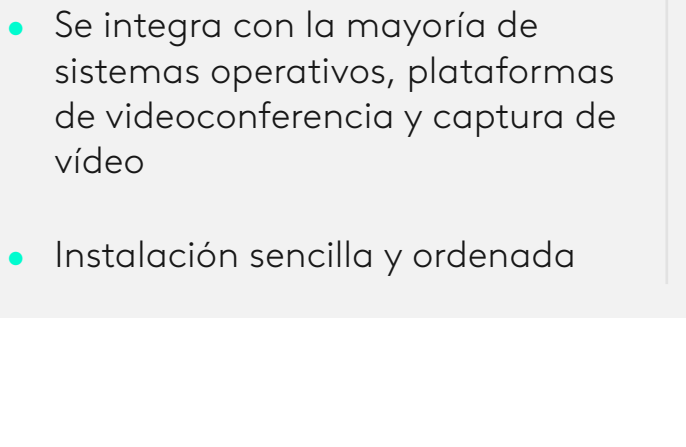 Se integra con la mayoría de
sistemas operativos, plataformas
de videoconferencia y captura de
vídeo
Instalación sencilla y ordenada